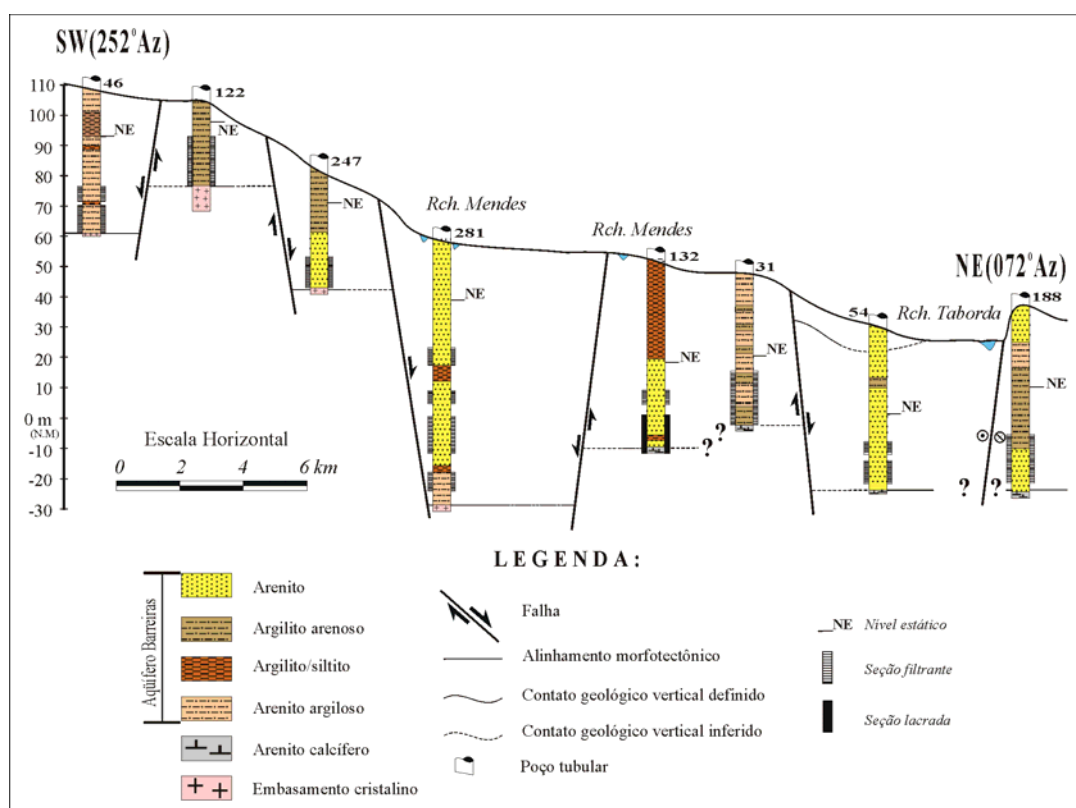 SW(252°Az)
46
122
110
100
90
80
70
60
50
40
30
20
10
0 m
(N.M)
-10
-20
-30
NE
NE
247
NE
Rch. Mendes
281
NE
Rch. Mendes
132
NE
31
NE
NE(072°Az)
188
54
Rch. Taborda
NE
NE
?
?
?
?
Escala Horizontal
0 2 4 6 km
LEGENDA:
Aqüífero Barreiras
Arenito
Argilito arenoso
Argilito/siltito
Arenito argiloso
Arenito calcífero
Embasamento cristalino
Falha
Alinhamento morfotectônico
Contato geológico vertical definido
Contato geológico vertical inferido
Poço tubular
NE Nível estático
Seção filtrante
Seção lacrada